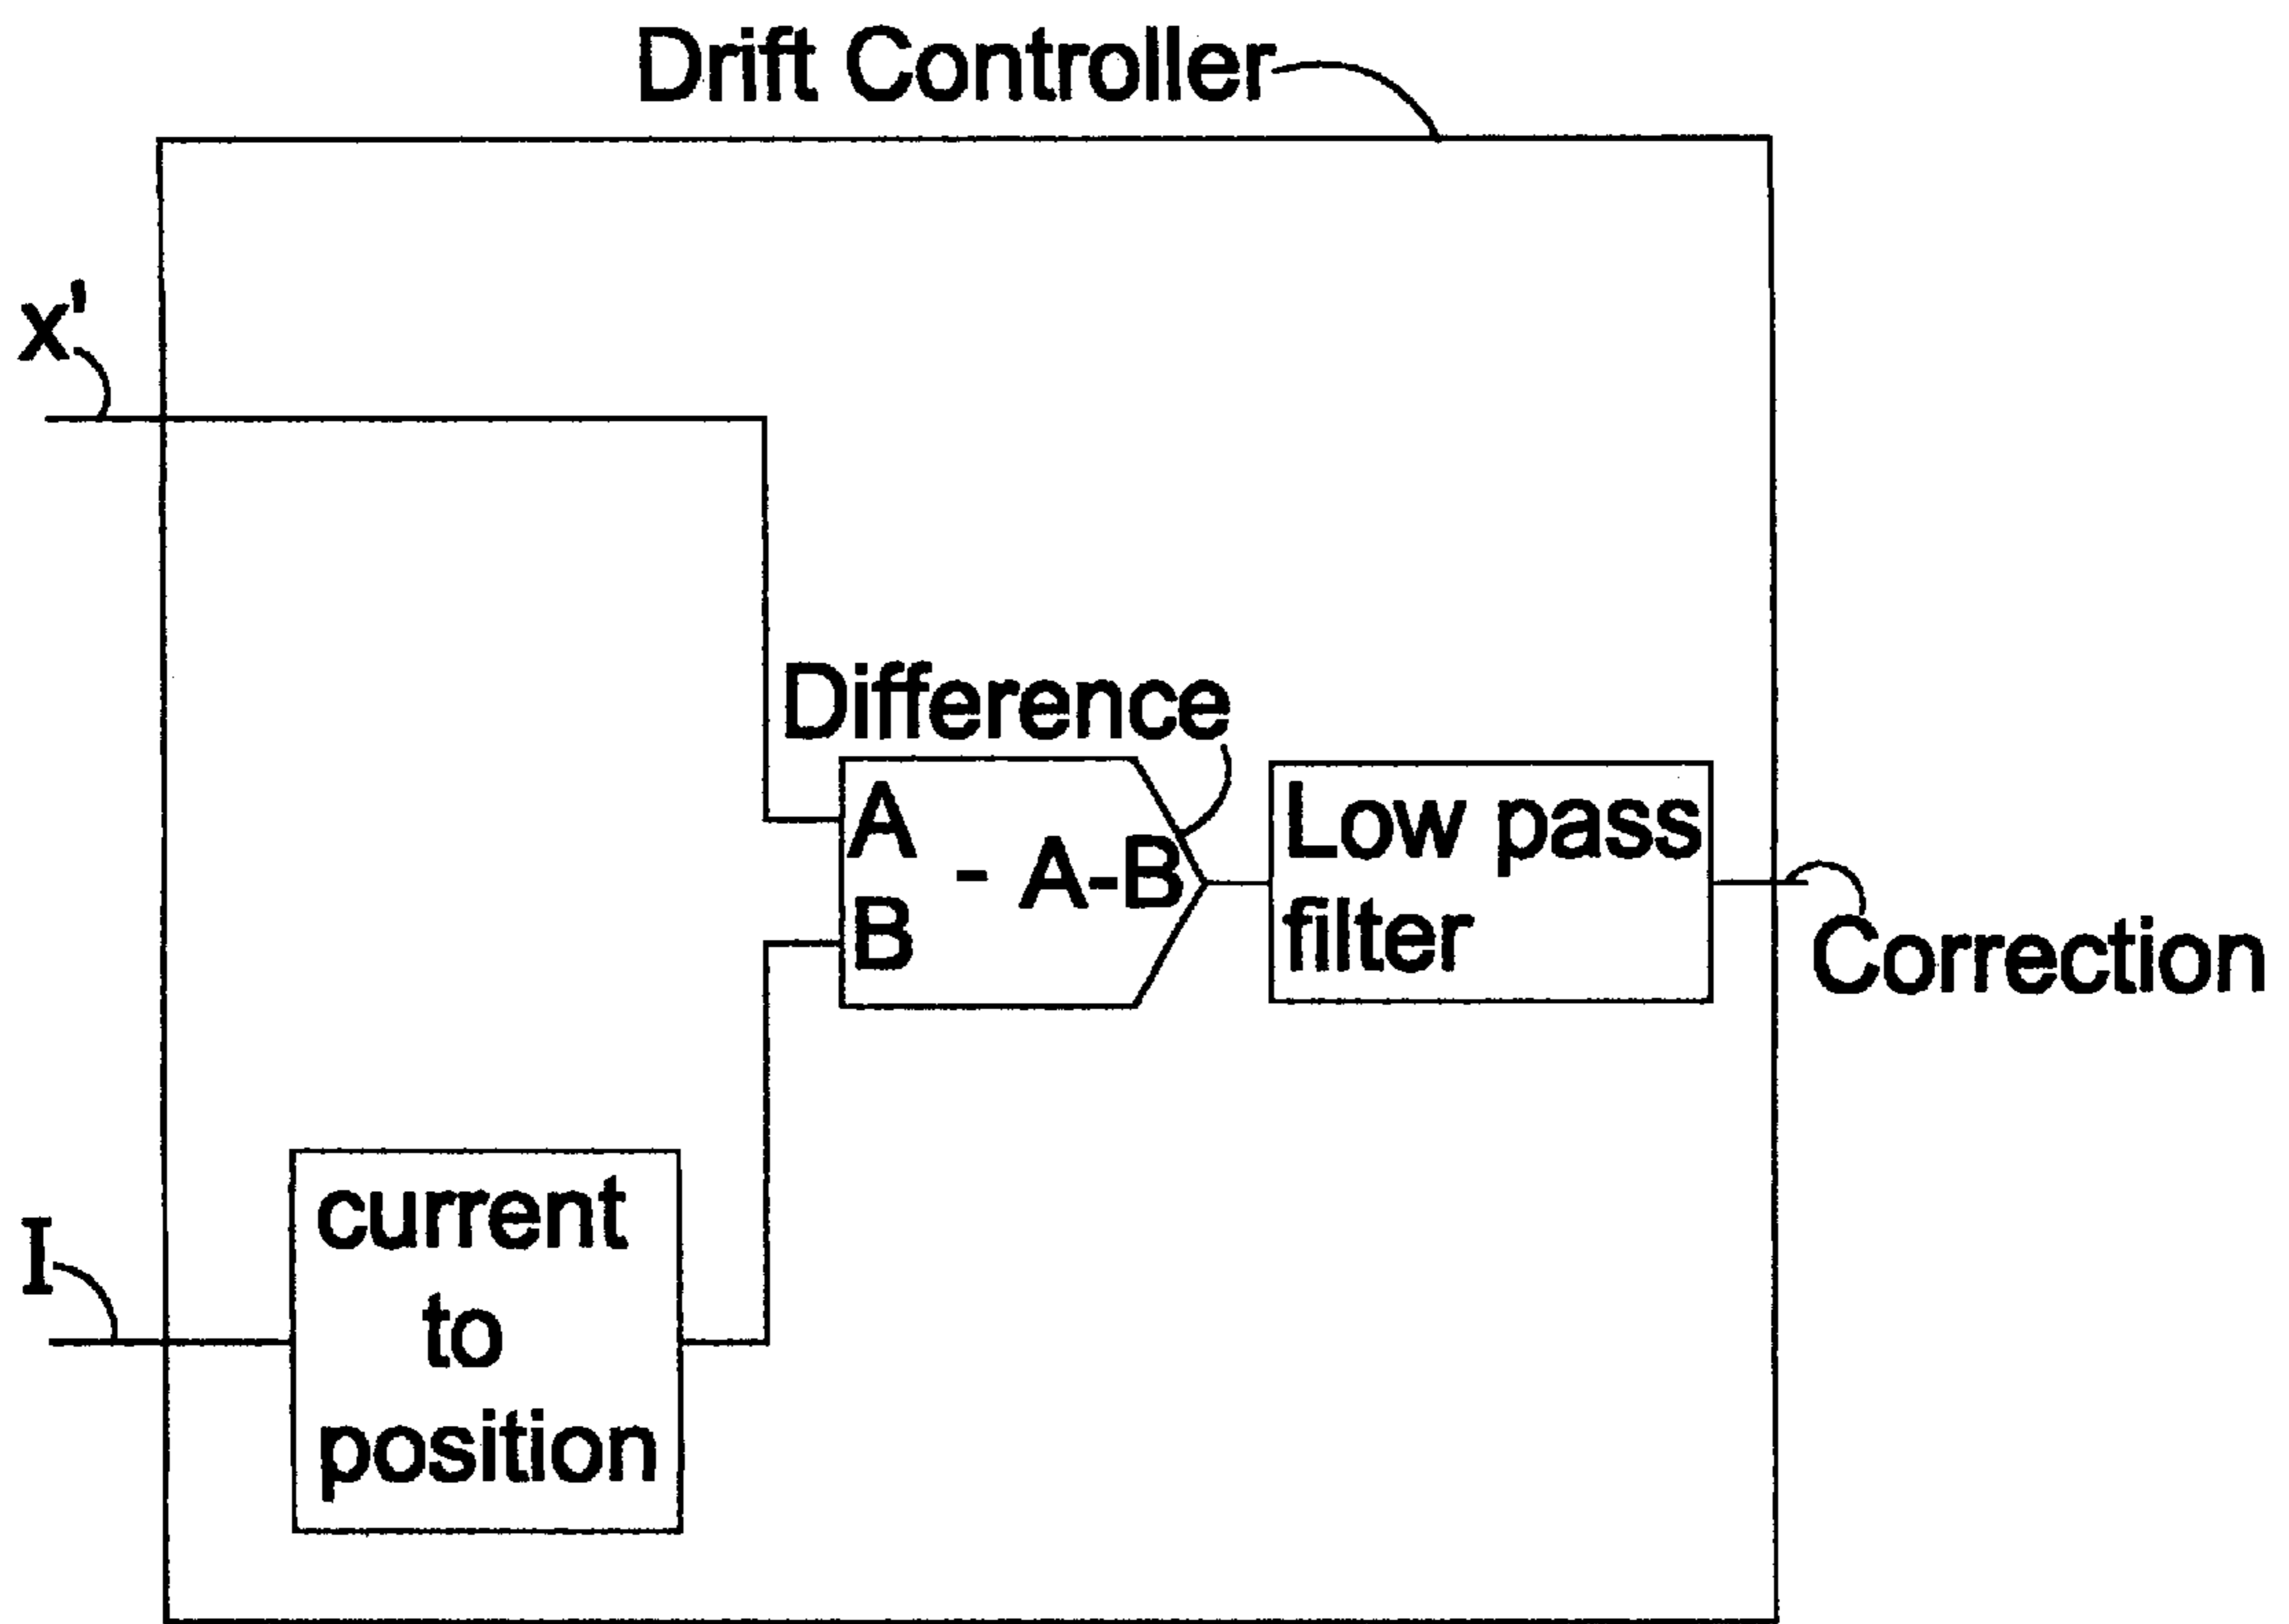 Drift Controller
x'
Difference
A
- A-B
B
Low pass
filter
Correction
I
current
to
position